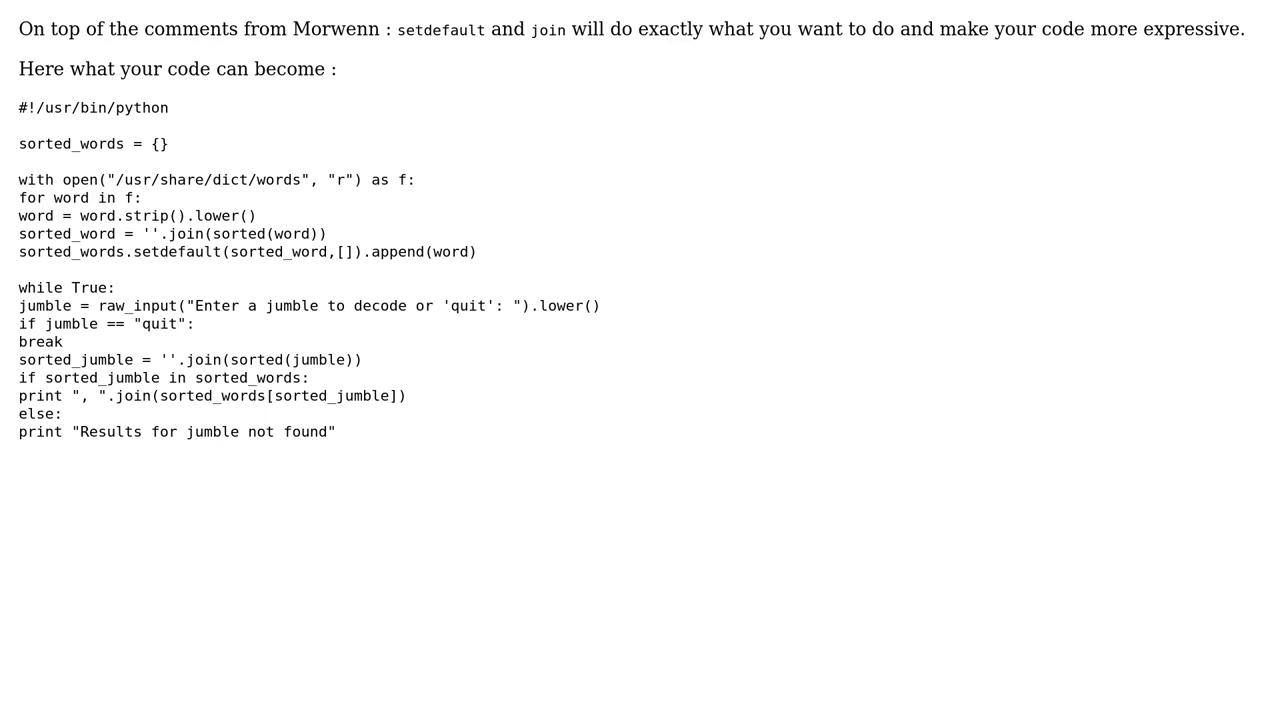 On top of the comments from Morwenn : setdefault and join will do exactly what you want to do and make your code more expressive.
Here what your code can become :
#!/usr/bin/python
sorted_words = {}
with open("/usr/share/dict/words", "r") as f:
for word in f:
word = word.strip().lower()
sorted_word = ''.join(sorted(word))
sorted_words.setdefault(sorted_word,[]).append(word)
while True:
jumble = raw_input("Enter a jumble to decode or 'quit': ").lower()
if jumble == "quit":
break
sorted_jumble = ''.join(sorted(jumble))
if sorted_jumble in sorted_words:
print ", ".join(sorted_words[sorted_jumble])
else:
print "Results for jumble not found"